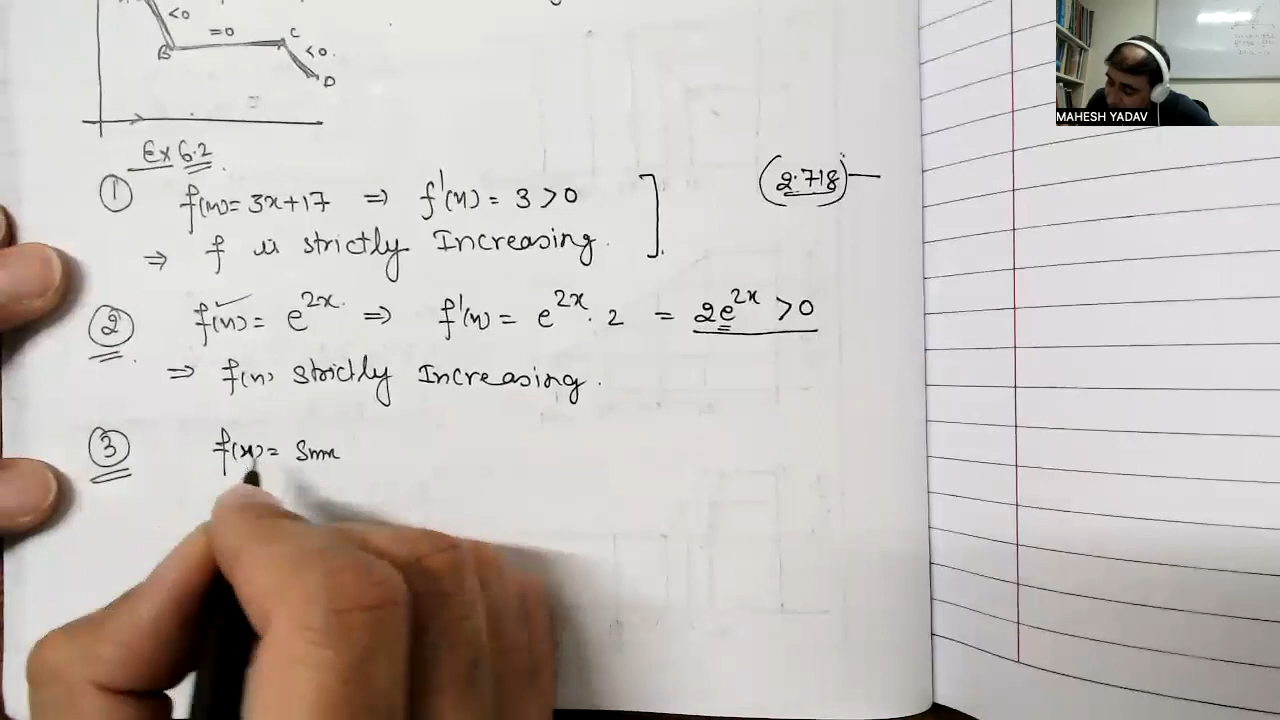 <0
=0
C
<0.
B
D
Ex 6.2
(2.718)
① f(x)= 3x+17 ⇒ f'(x) = 3 >0
⇒ f is strictly Increasing.
② f(x)= e^2x. ⇒ f'(x) = e^2x . 2 = 2e^2x >0
⇒ f(x) strictly Increasing.
③ f(x)= Sinx
MAHESH YADAV